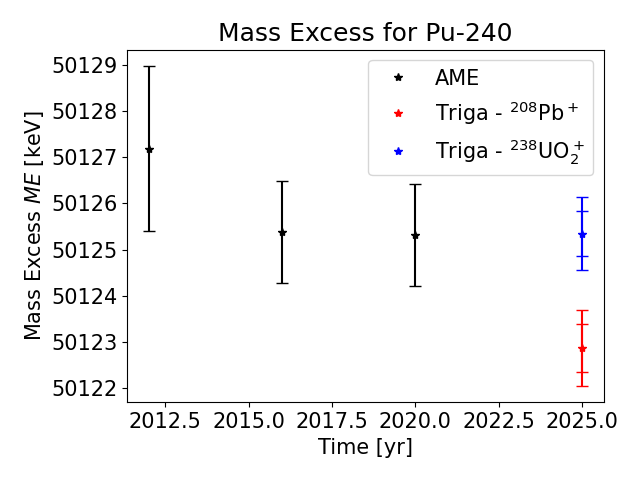 Mass Excess for Pu-240
Mass Excess ME [keV]
50129
50128
50127
50126
50125
50124
50123
50122
AME
Triga - ²⁰⁸Pb⁺
Triga - ²³⁸UO₂⁺
2012.5 2015.0 2017.5 2020.0 2022.5 2025.0
Time [yr]